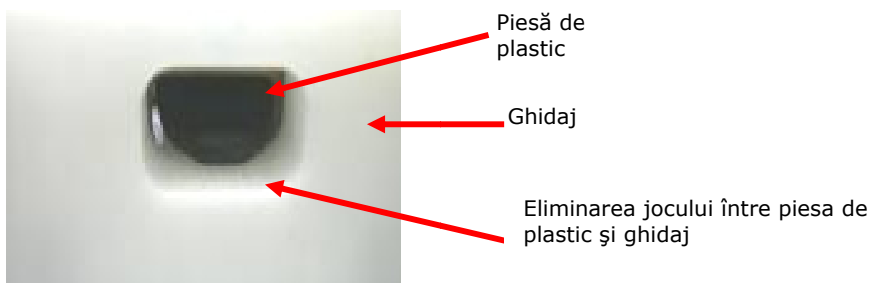 Piesă de
plastic
Ghidaj
Eliminarea jocului între piesa de
plastic şi ghidaj